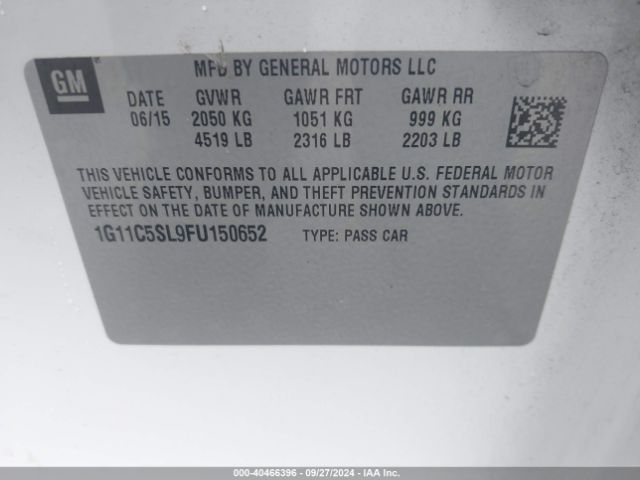 GM
MFD BY GENERAL MOTORS LLC
DATE GVWR GAWR FRT GAWR RR
06/15 2050 KG 1051 KG 999 KG
4519 LB 2316 LB 2203 LB
THIS VEHICLE CONFORMS TO ALL APPLICABLE U.S. FEDERAL MOTOR
VEHICLE SAFETY, BUMPER, AND THEFT PREVENTION STANDARDS IN
EFFECT ON THE DATE OF MANUFACTURE SHOWN ABOVE.
1G11C5SL9FU150652 TYPE: PASS CAR
000-40466396 - 09/27/2024 - IAAI.COM